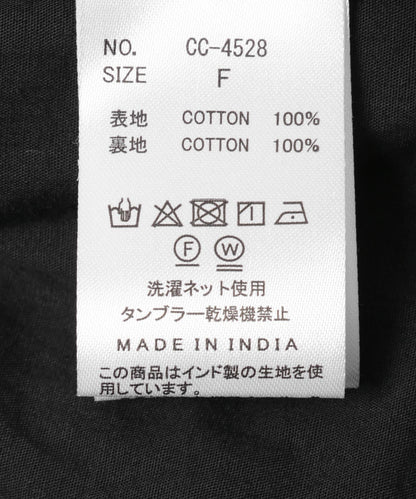 NO. CC-4528
SIZE F
表地 COTTON 100%
裏地 COTTON 100%
F W
洗濯ネット使用
タンブラー乾燥機禁止
MADE IN INDIA
この商品はインド製の生地を使
用しています。